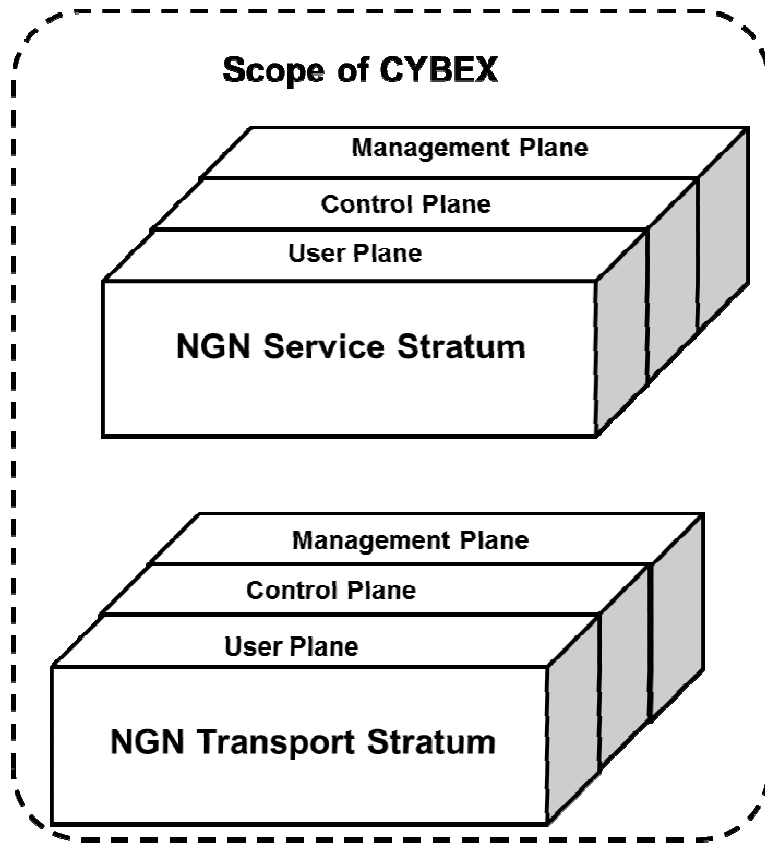 Scope of CYBEX
Management Plane
Control Plane
User Plane
NGN Service Stratum
Management Plane
Control Plane
User Plane
NGN Transport Stratum